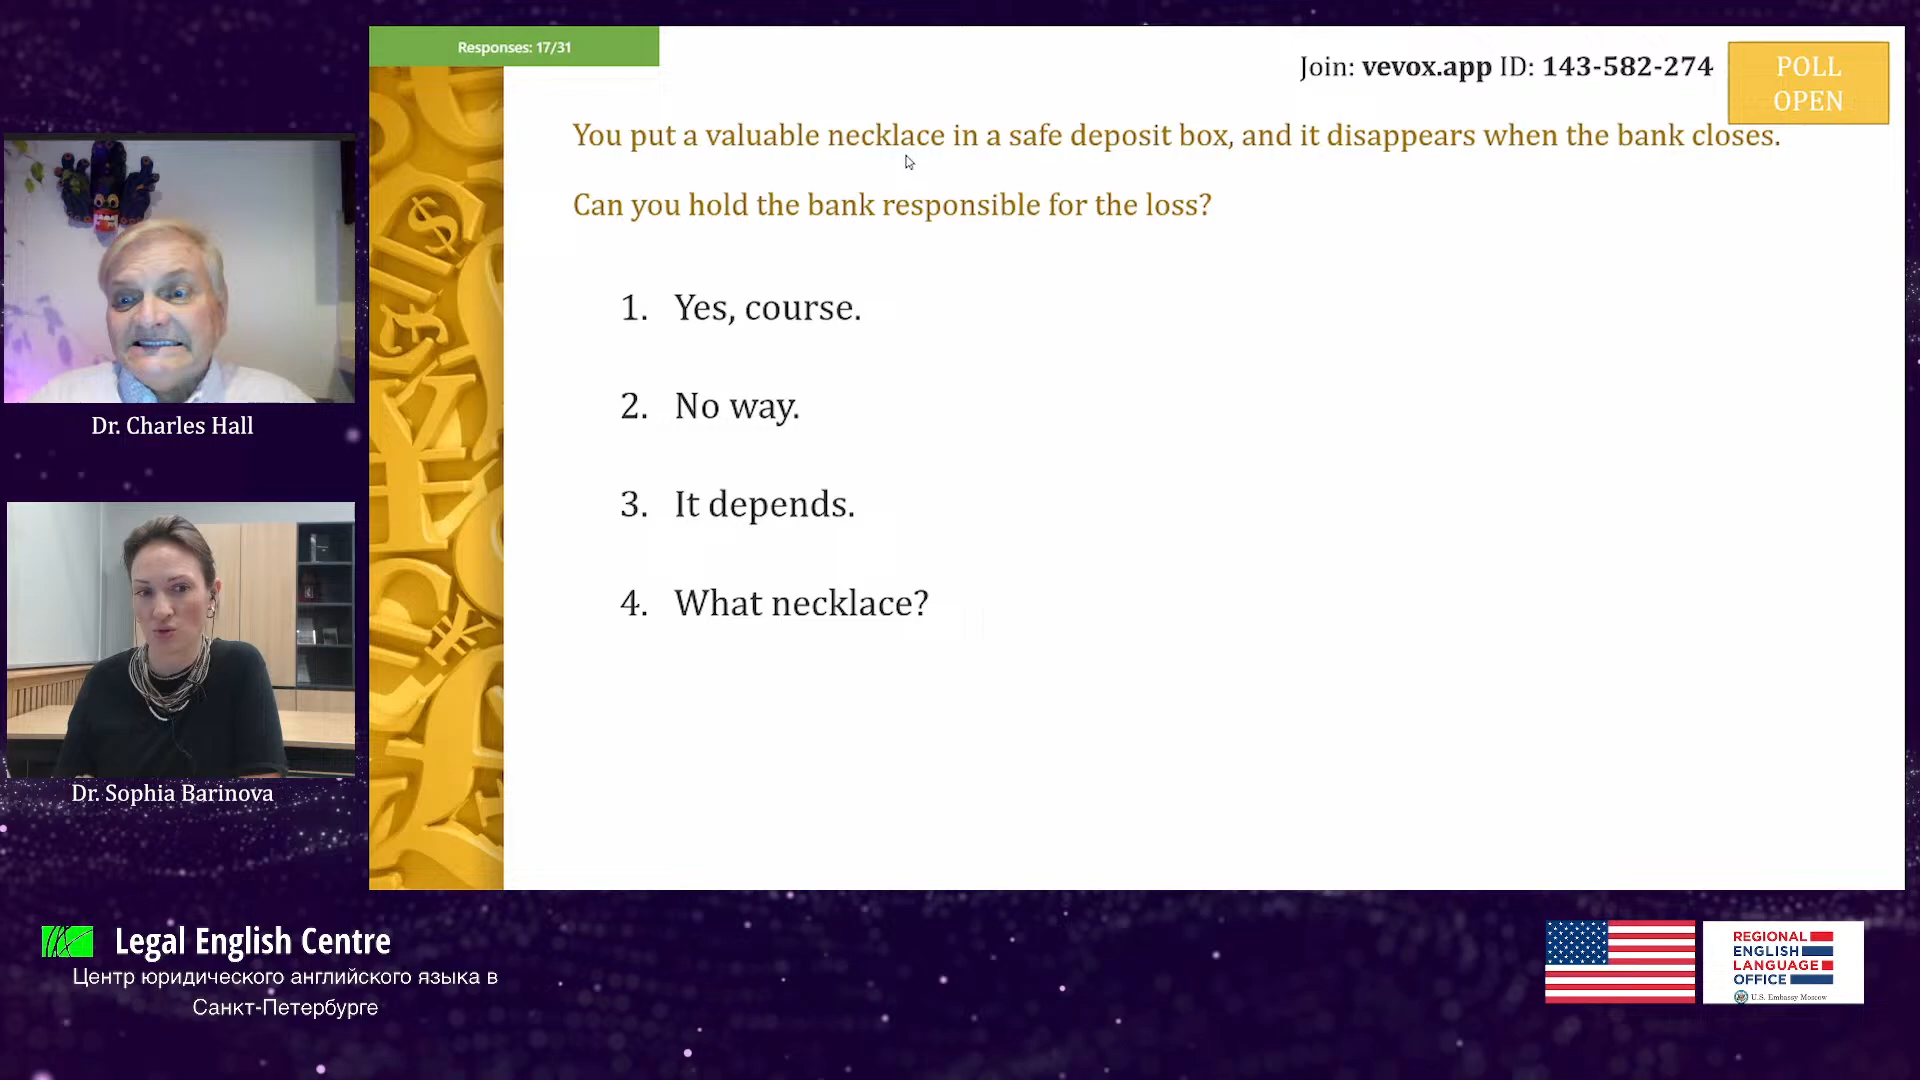 Responses: 17/31
Join: vevox.app ID: 143-582-274
POLL
OPEN
You put a valuable necklace in a safe deposit box, and it disappears when the bank closes.
Can you hold the bank responsible for the loss?
1. Yes, course.
2. No way.
3. It depends.
4. What necklace?
Dr. Charles Hall
Dr. Sophia Barinova
Legal English Centre
Центр юридического английского языка в
Санкт-Петербурге
REGIONAL
ENGLISH
LANGUAGE
OFFICE
U.S. Embassy Moscow